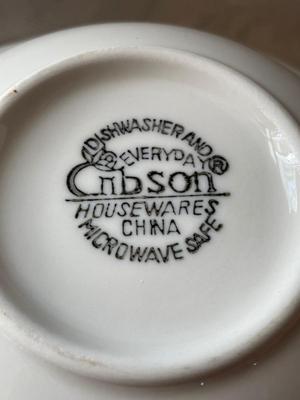 DISHWASHER AND
EVERYDAY
Gibson ®
HOUSEWARES
CHINA
MICROWAVE SAFE